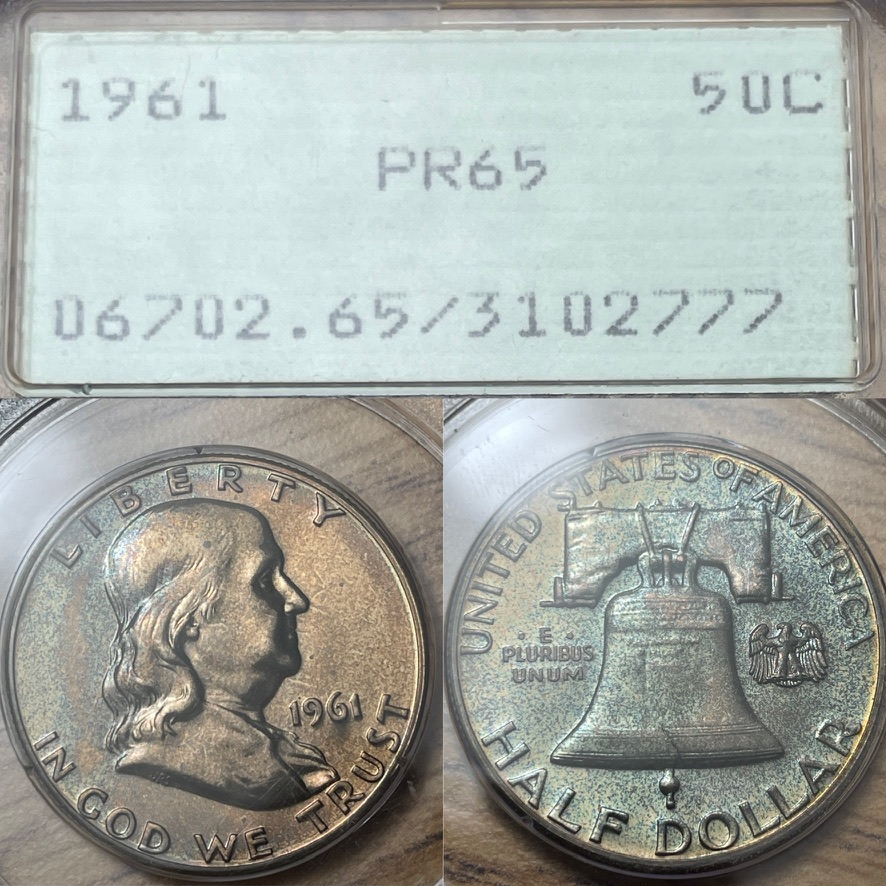 1961 50C
PR65
06702.65/3102777
LIBERTY
1961
IN GOD WE TRUST
UNITED STATES OF AMERICA
· E ·
PLURIBUS
UNUM
HALF DOLLAR